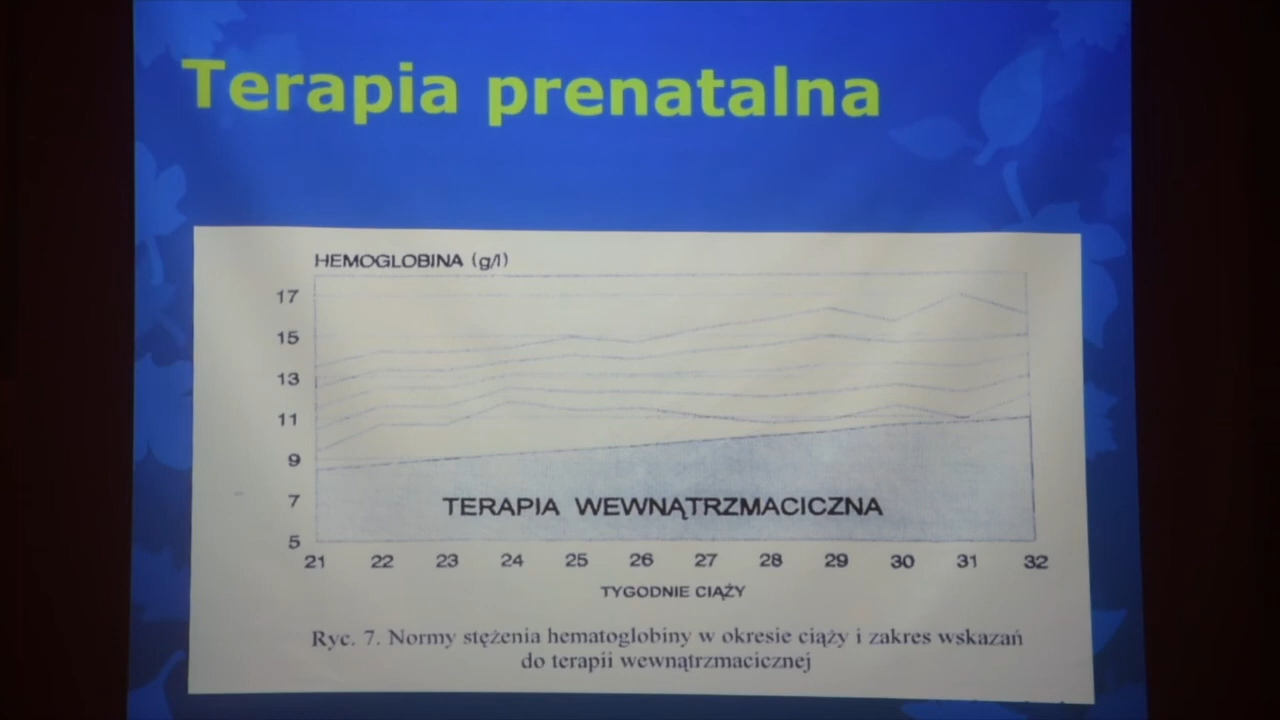 Terapia prenatalna
HEMOGLOBINA (g/l)
17
15
13
11
9
7
5
TERAPIA WEWNĄTRZMACICZNA
21 22 23 24 25 26 27 28 29 30 31 32
TYGODNIE CIĄŻY
Ryc. 7. Normy stężenia hematoglobiny w okresie ciąży i zakres wskazań
do terapii wewnątrzmacicznej